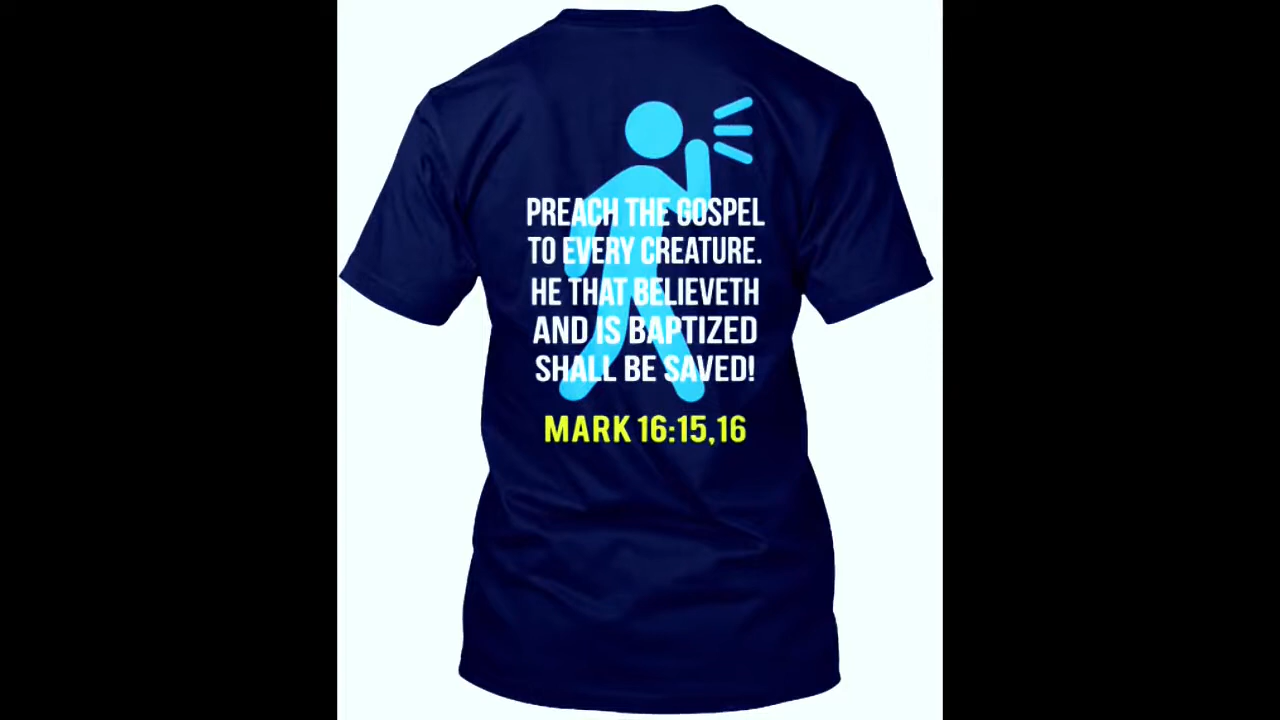 PREACH THE GOSPEL
TO EVERY CREATURE.
HE THAT BELIEVETH
AND IS BAPTIZED
SHALL BE SAVED!
MARK 16:15,16